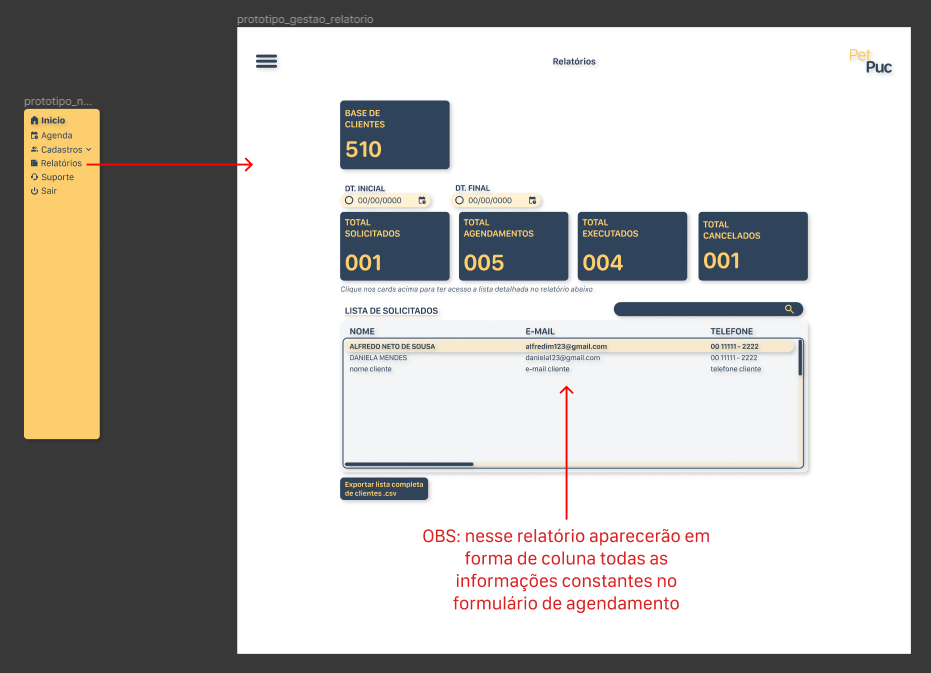 prototipo_gestao_relatorio
Relatórios
Pet
Puc
prototipo_n...
Inicio
Agenda
Cadastros
Relatórios
Suporte
Sair
BASE DE
CLIENTES
510
DT. INICIAL
00/00/0000
DT. FINAL
00/00/0000
TOTAL
SOLICITADOS
001
TOTAL
AGENDAMENTOS
005
TOTAL
EXECUTADOS
004
TOTAL
CANCELADOS
001
Clique nos cards acima para ter acesso a lista detalhada no relatório abaixo
LISTA DE SOLICITADOS
NOME E-MAIL TELEFONE
ALFREDO NETO DE SOUSA alfredim123@gmail.com 00 11111 - 2222
DANIELA MENDES daniela123@gmail.com 00 11111 - 2222
nome cliente e-mail cliente telefone cliente
Exportar lista completa
de clientes .csv
OBS: nesse relatório aparecerão em
forma de coluna todas as
informações constantes no
formulário de agendamento